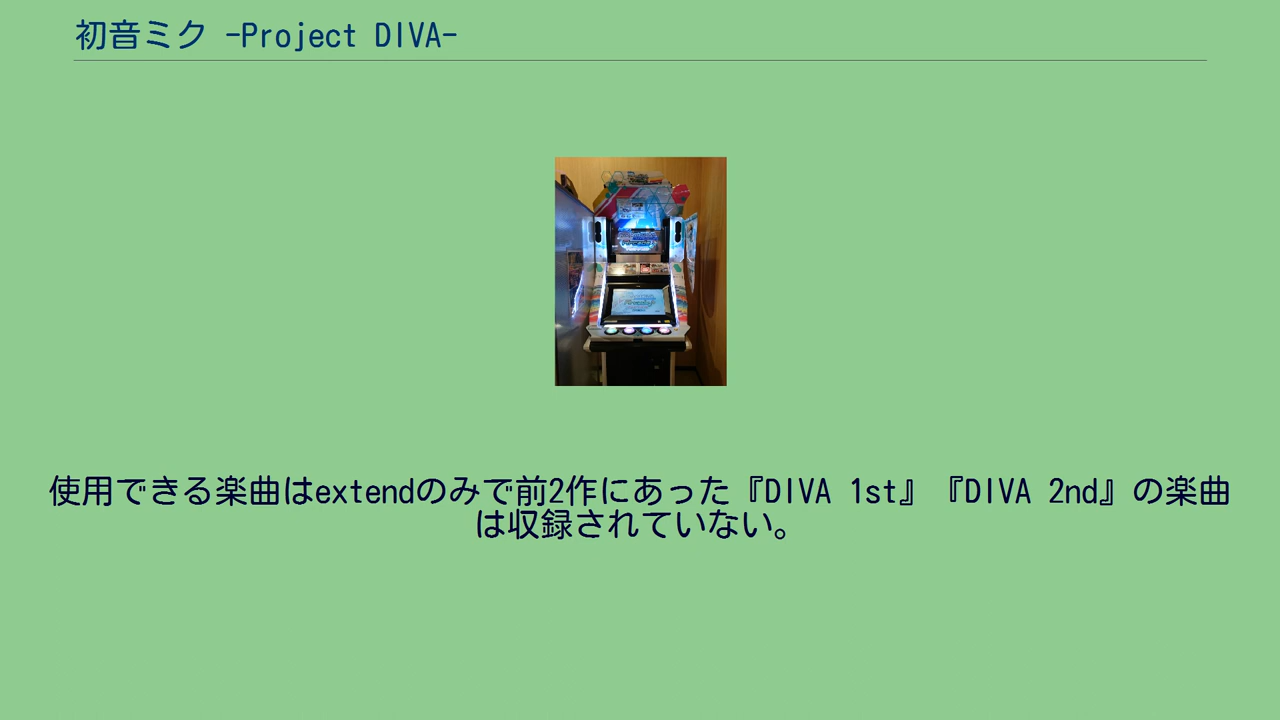 初音ミク -Project DIVA-
使用できる楽曲はextendのみで前2作にあった『DIVA 1st』『DIVA 2nd』の楽曲
は収録されていない。